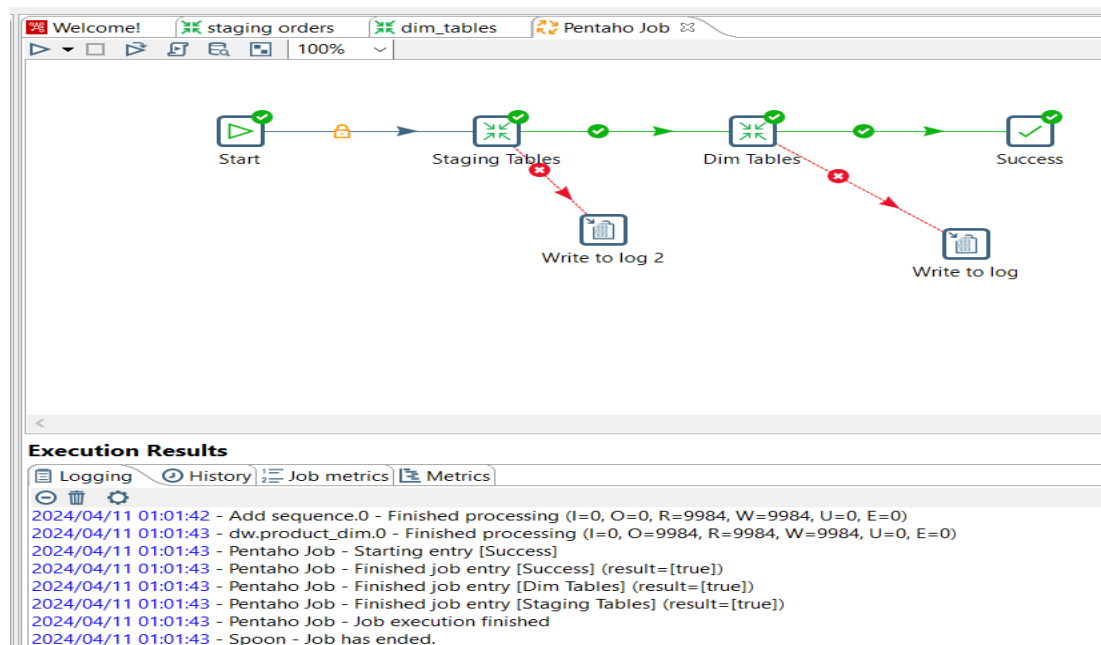 Welcome! staging orders dim_tables Pentaho Job
100%
Start Staging Tables Dim Tables Success
Write to log 2
Write to log
Execution Results
Logging History Job metrics Metrics
2024/04/11 01:01:42 - Add sequence.0 - Finished processing (I=0, O=0, R=9984, W=9984, U=0, E=0)
2024/04/11 01:01:43 - dw.product_dim.0 - Finished processing (I=0, O=9984, R=9984, W=9984, U=0, E=0)
2024/04/11 01:01:43 - Pentaho Job - Starting entry [Success]
2024/04/11 01:01:43 - Pentaho Job - Finished job entry [Success] (result=[true])
2024/04/11 01:01:43 - Pentaho Job - Finished job entry [Dim Tables] (result=[true])
2024/04/11 01:01:43 - Pentaho Job - Finished job entry [Staging Tables] (result=[true])
2024/04/11 01:01:43 - Pentaho Job - Job execution finished
2024/04/11 01:01:43 - Spoon - Job has ended.